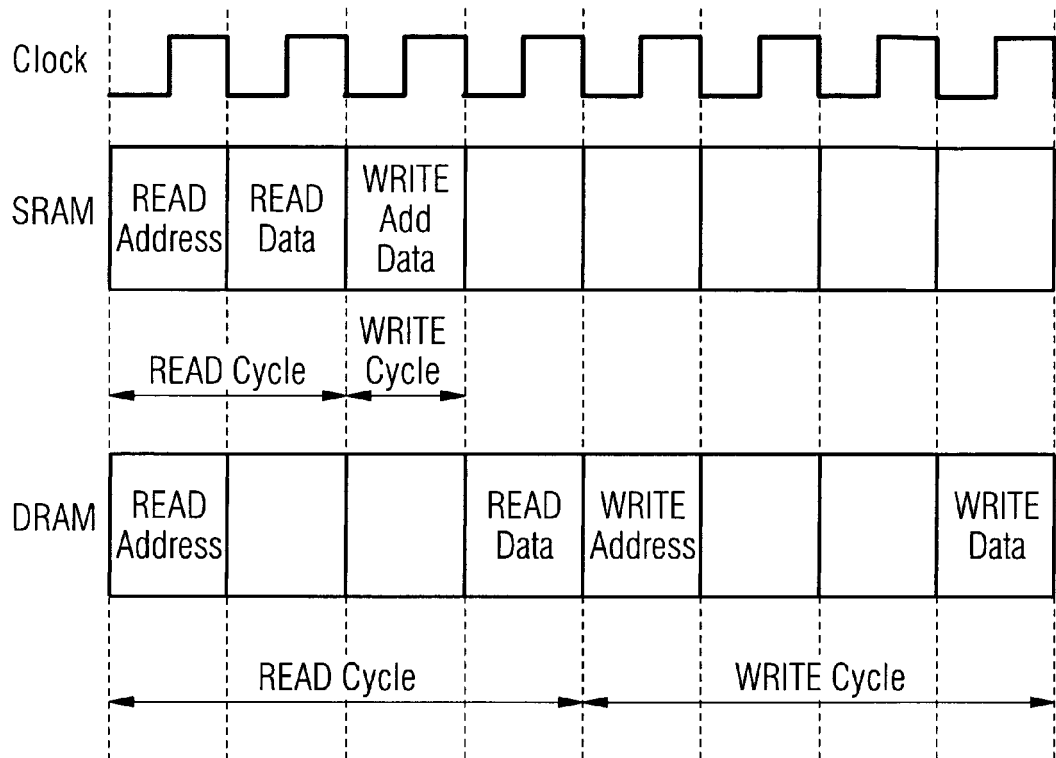 Clock
SRAM
READ
Address
READ
Data
WRITE
Add
Data
READ Cycle
WRITE
Cycle
DRAM
READ
Address
READ
Data
WRITE
Address
WRITE
Data
READ Cycle
WRITE Cycle